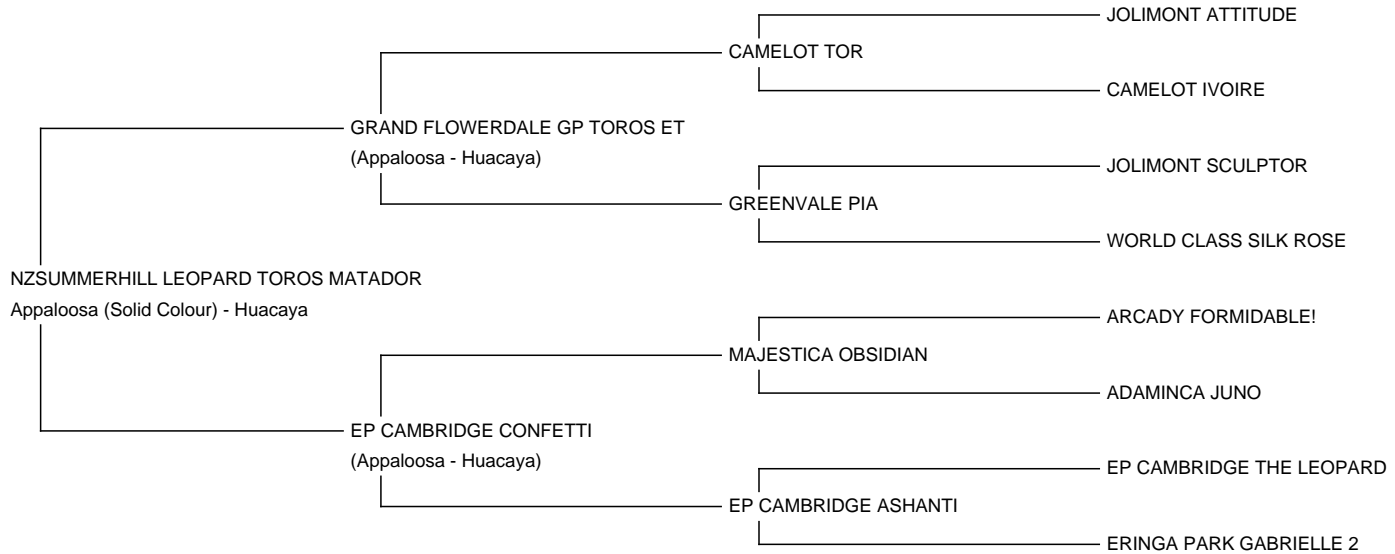 JOLIMONT ATTITUDE
CAMELOT TOR
CAMELOT IVOIRE
GRAND FLOWERDALE GP TOROS ET
(Appaloosa - Huacaya)
JOLIMONT SCULPTOR
GREENVALE PIA
WORLD CLASS SILK ROSE
NZSUMMERHILL LEOPARD TOROS MATADOR
Appaloosa (Solid Colour) - Huacaya
ARCADY FORMIDABLE!
MAJESTICA OBSIDIAN
ADAMINCA JUNO
EP CAMBRIDGE CONFETTI
(Appaloosa - Huacaya)
EP CAMBRIDGE THE LEOPARD
EP CAMBRIDGE ASHANTI
ERINGA PARK GABRIELLE 2